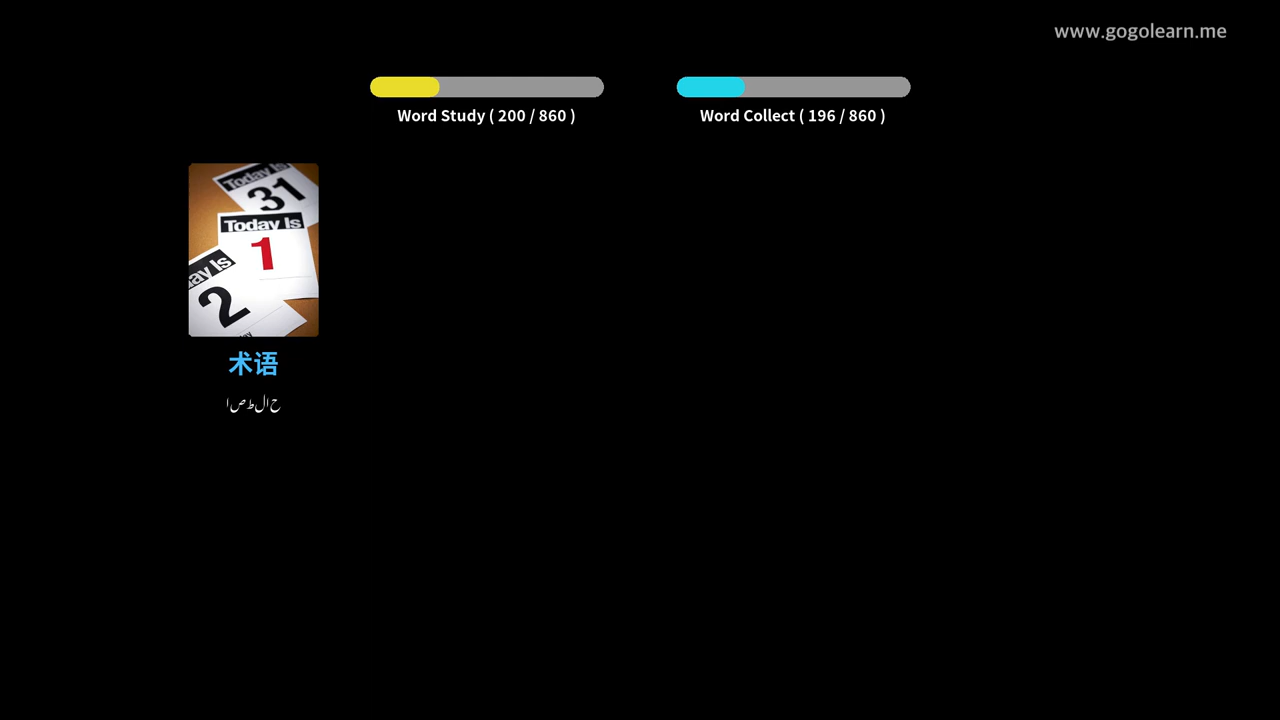 www.gogolearn.me
Word Study ( 200 / 860 )
Word Collect ( 196 / 860 )
Today Is
31
Today Is
1
ay Is
2
术语
اصطلاح